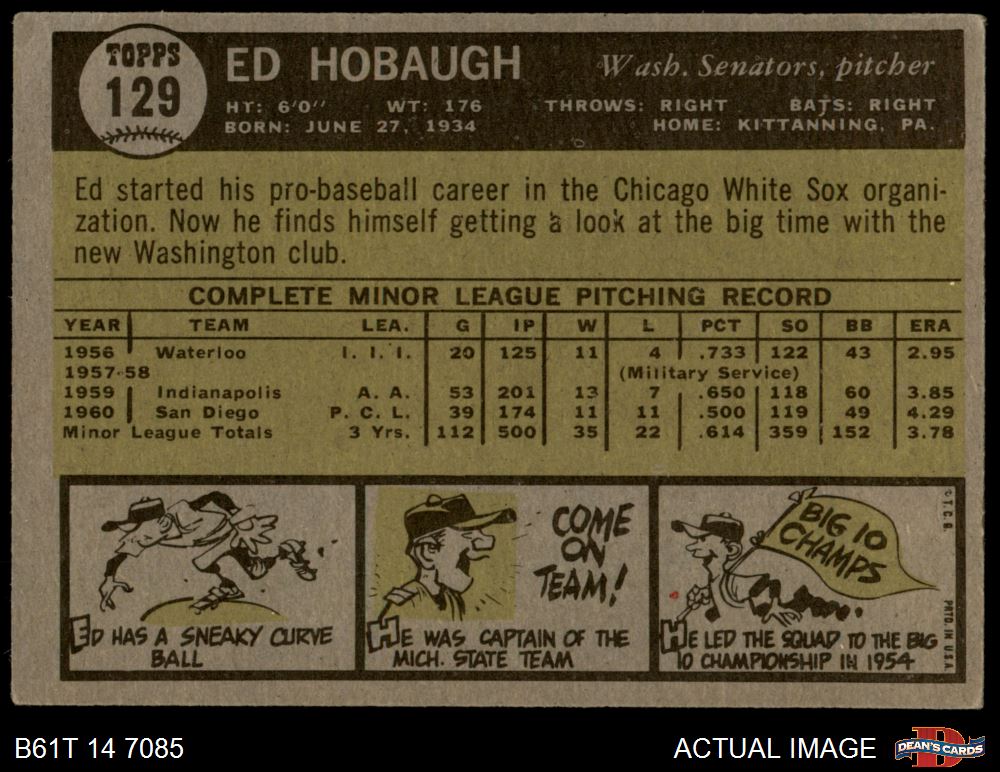 TOPPS
129
ED HOBAUGH
Wash. Senators, pitcher
HT: 6'0" WT: 176 THROWS: RIGHT BATS: RIGHT
BORN: JUNE 27, 1934 HOME: KITTANNING, PA.
Ed started his pro-baseball career in the Chicago White Sox organi-
zation. Now he finds himself getting a look at the big time with the
new Washington club.
COMPLETE MINOR LEAGUE PITCHING RECORD
YEAR TEAM LEA. G IP W L PCT SO BB ERA
1956 Waterloo I. I. I. 20 125 11 4 .733 122 43 2.95
1957-58 (Military Service)
1959 Indianapolis A. A. 53 201 13 7 .650 118 60 3.85
1960 San Diego P. C. L. 39 174 11 11 .500 119 49 4.29
Minor League Totals 3 Yrs. 112 500 35 22 .614 359 152 3.78
ED HAS A SNEAKY CURVE
BALL
COME
ON
TEAM!
HE WAS CAPTAIN OF THE
MICH. STATE TEAM
BIG 10
CHAMPS
HE LED THE SQUAD TO THE BIG
10 CHAMPIONSHIP IN 1954
© T. C. G.
PRTD. IN U.S.A.
B61T 14 7085
ACTUAL IMAGE
DEAN'S CARDS